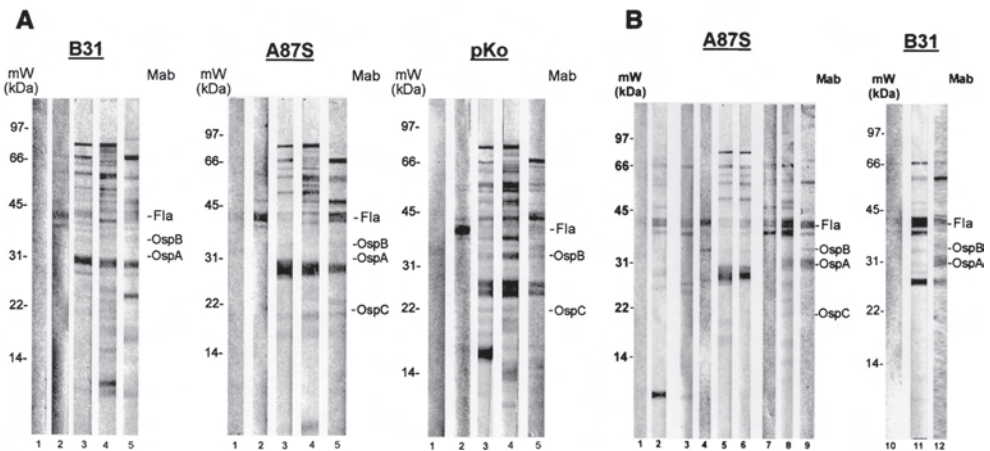 A
B31
mW
(kDa)
Mab
97-
66-
45-
31-
22-
14-
-Fla
-OspB
-OspA
1 2 3 4 5
A87S
mW
(kDa)
Mab
97-
66-
45-
31-
22-
14-
-Fla
-OspB
-OspA
-OspC
1 2 3 4 5
pKo
mW
(kDa)
Mab
97-
66-
45-
31-
22-
14-
-Fla
-OspB
-OspC
1 2 3 4 5
B
A87S
mW
(kDa)
Mab
97-
66-
45-
31-
22-
14-
-Fla
-OspB
-OspA
-OspC
1 2 3 4 5 6 7 8 9
B31
mW
(kDa)
Mab
97-
66-
45-
31-
22-
14-
-Fla
-OspB
-OspA
10 11 12